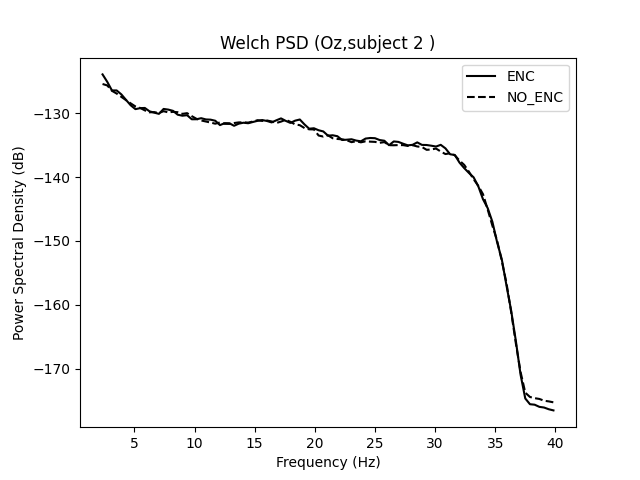 Welch PSD (Oz,subject 2 )
ENC
NO_ENC
Power Spectral Density (dB)
−130
−140
−150
−160
−170
5 10 15 20 25 30 35 40
Frequency (Hz)